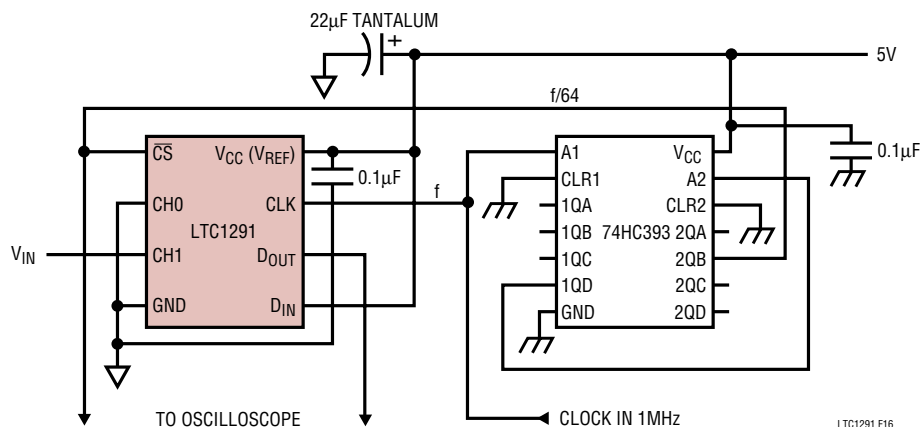 22µF TANTALUM
+
5V
f/64
C̅S̅
VCC (VREF)
0.1µF
CH0
CLK
f
LTC1291
VIN
CH1
DOUT
GND
DIN
A1
VCC
0.1µF
CLR1
A2
1QA
CLR2
1QB
74HC393
2QA
1QC
2QB
1QD
2QC
GND
2QD
TO OSCILLOSCOPE
CLOCK IN 1MHz
LTC1291 F16